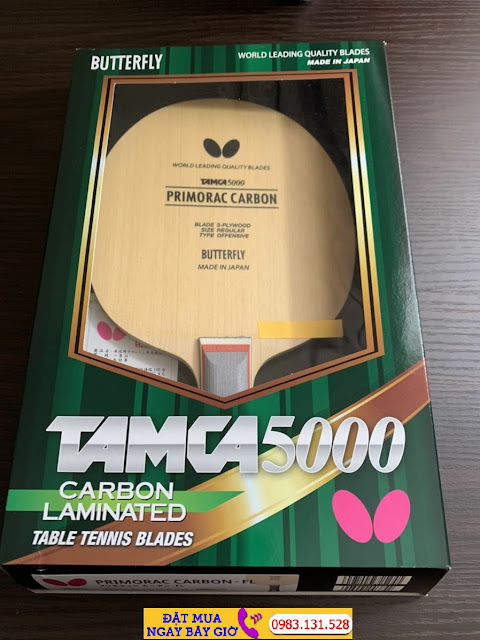 BUTTERFLY
WORLD LEADING QUALITY BLADES
MADE IN JAPAN
WORLD LEADING QUALITY BLADES
TAMCA5000
PRIMORAC CARBON
BLADE 5-PLYWOOD
SIZE REGULAR
TYPE OFFENSIVE
BUTTERFLY
MADE IN JAPAN
TAMCA5000
CARBON
LAMINATED
TABLE TENNIS BLADES
PRIMORAC CARBON-FL
ĐẶT MUA
NGAY BÂY GIỜ
0983.131.528